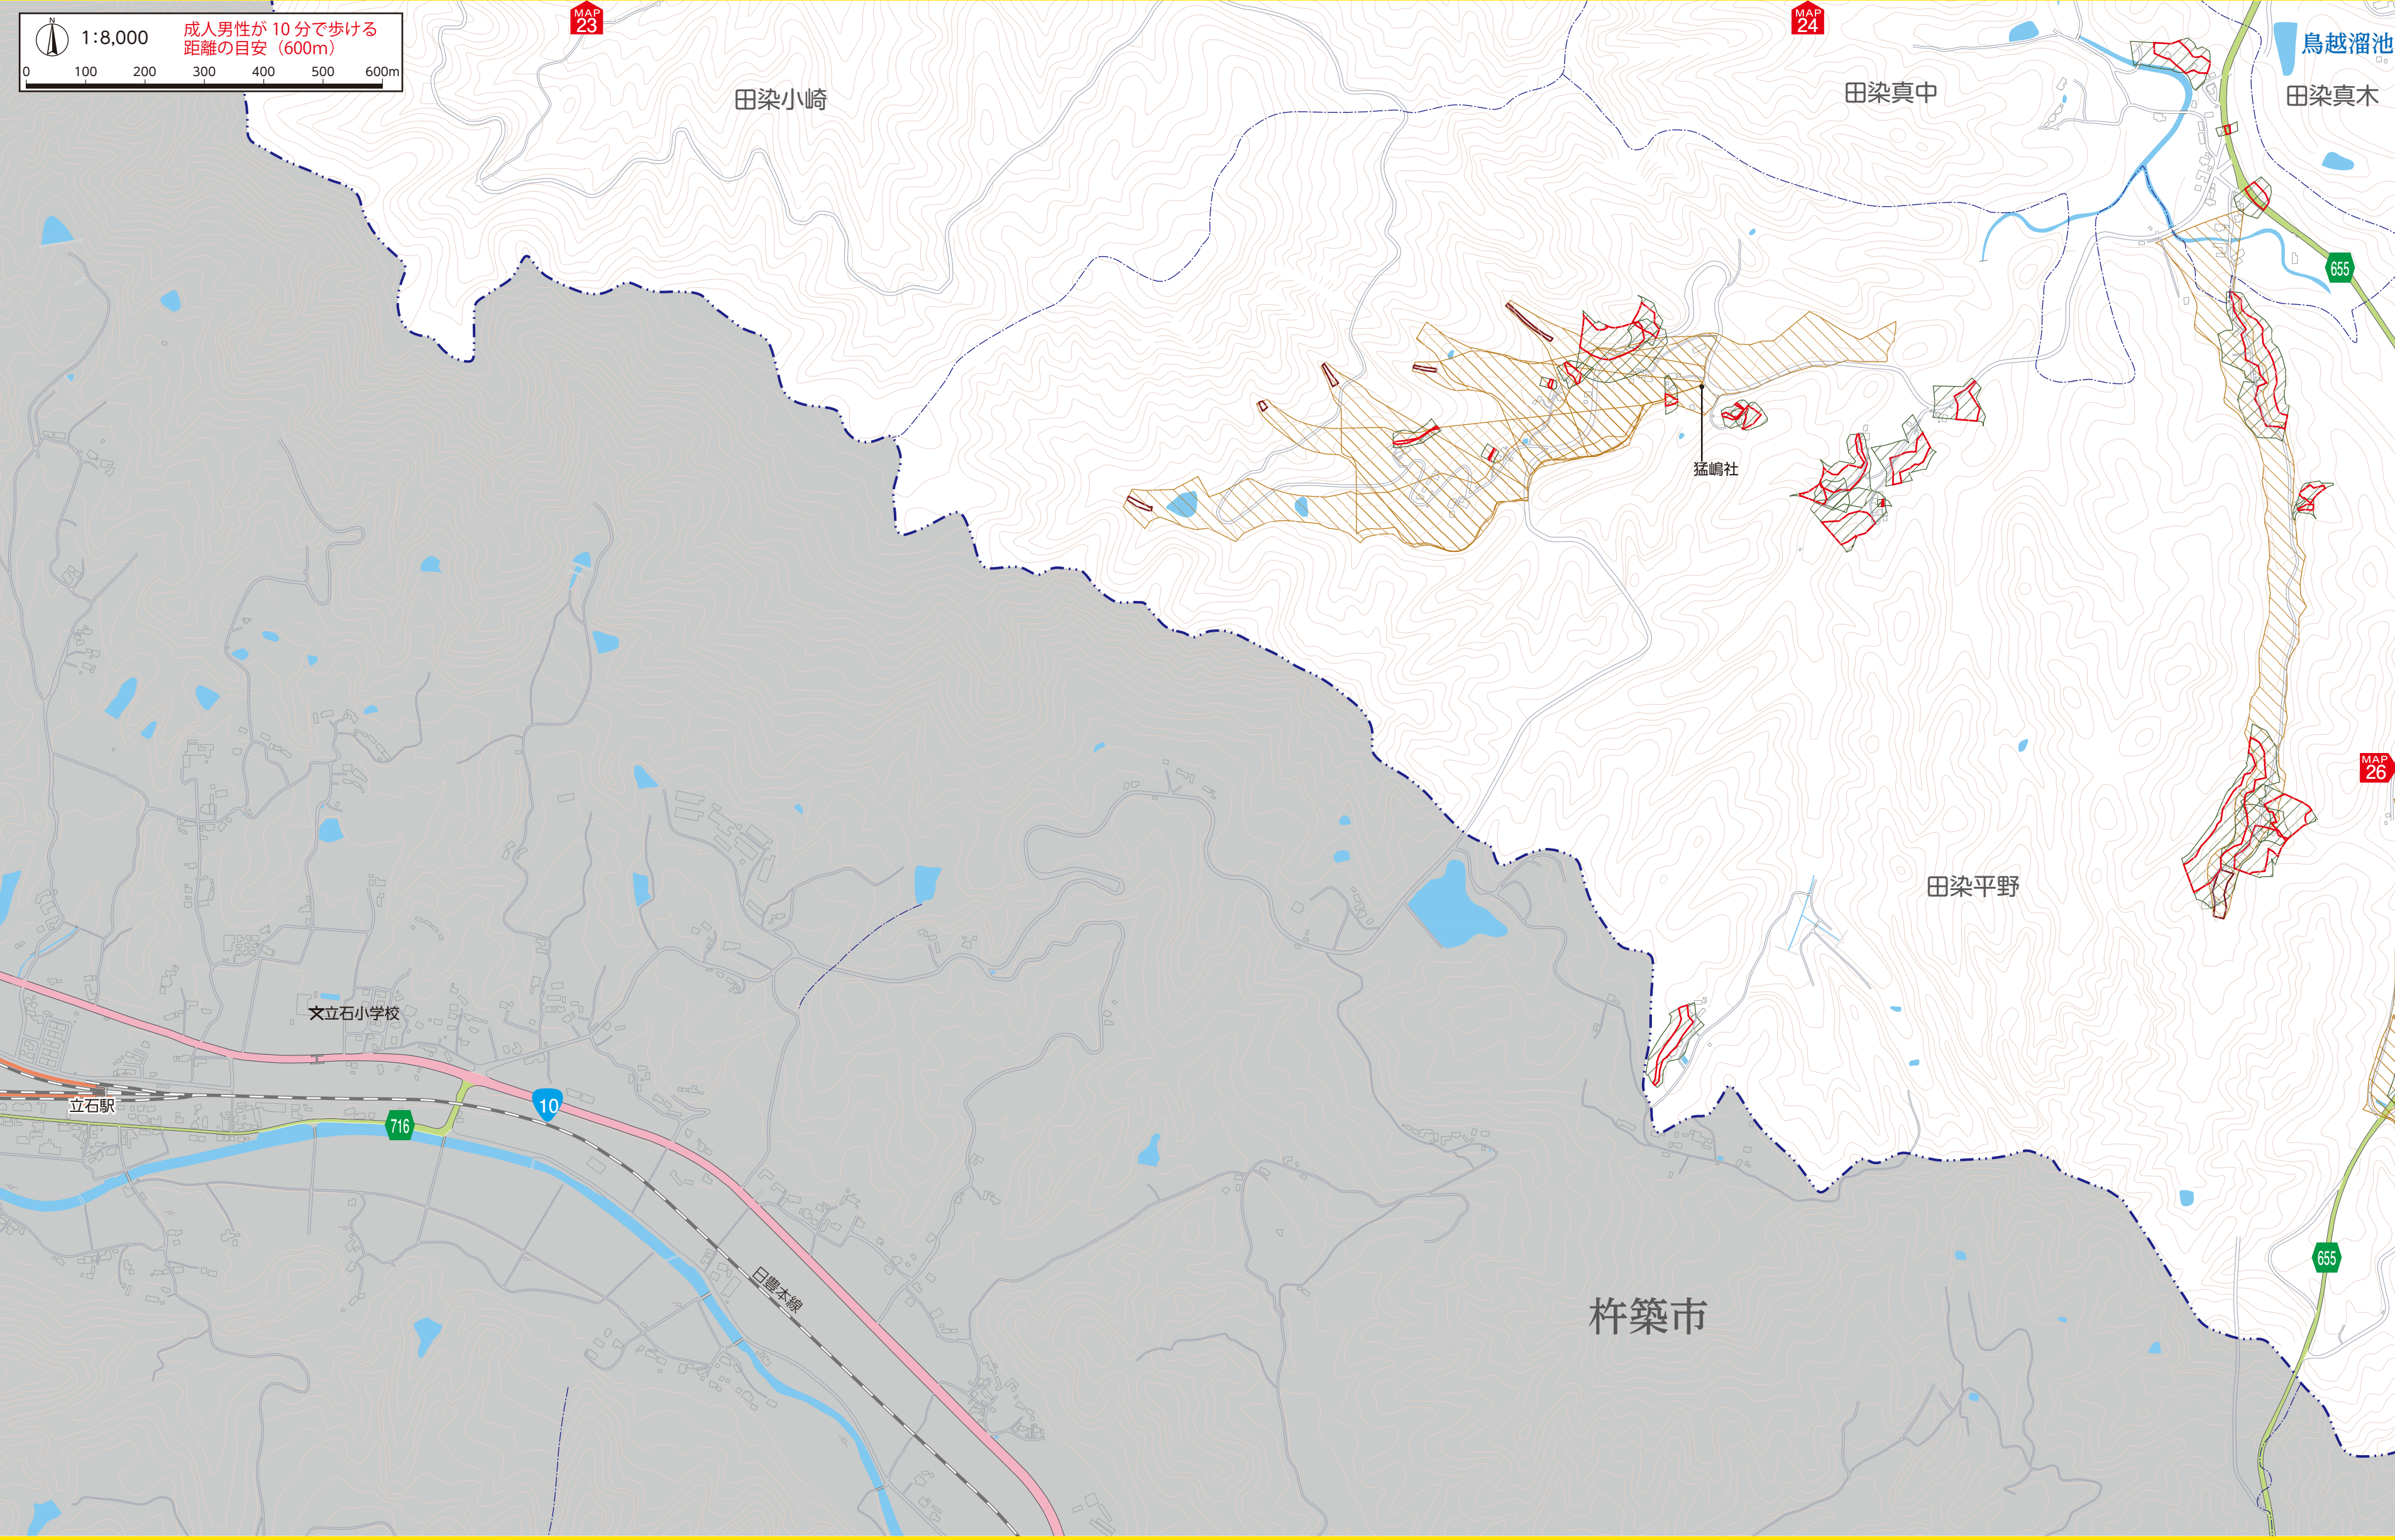 N
1:8,000
成人男性が 10 分で歩ける
距離の目安（600m）
0 100 200 300 400 500 600m
MAP
23
MAP
24
鳥越溜池
田染小崎
田染真中
田染真木
655
猛嶋社
MAP
26
田染平野
立石小学校
立石駅
716
10
655
日豊本線
杵築市